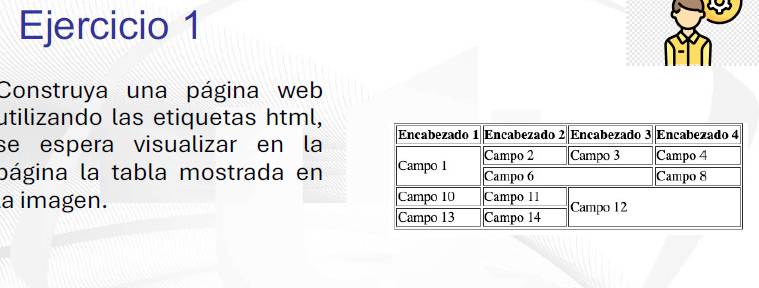 Ejercicio 1
Construya una página web
utilizando las etiquetas html,
se espera visualizar en la
página la tabla mostrada en
la imagen.
Encabezado 1 Encabezado 2 Encabezado 3 Encabezado 4
Campo 1 Campo 2 Campo 3 Campo 4
Campo 6 Campo 8
Campo 10 Campo 11 Campo 12
Campo 13 Campo 14